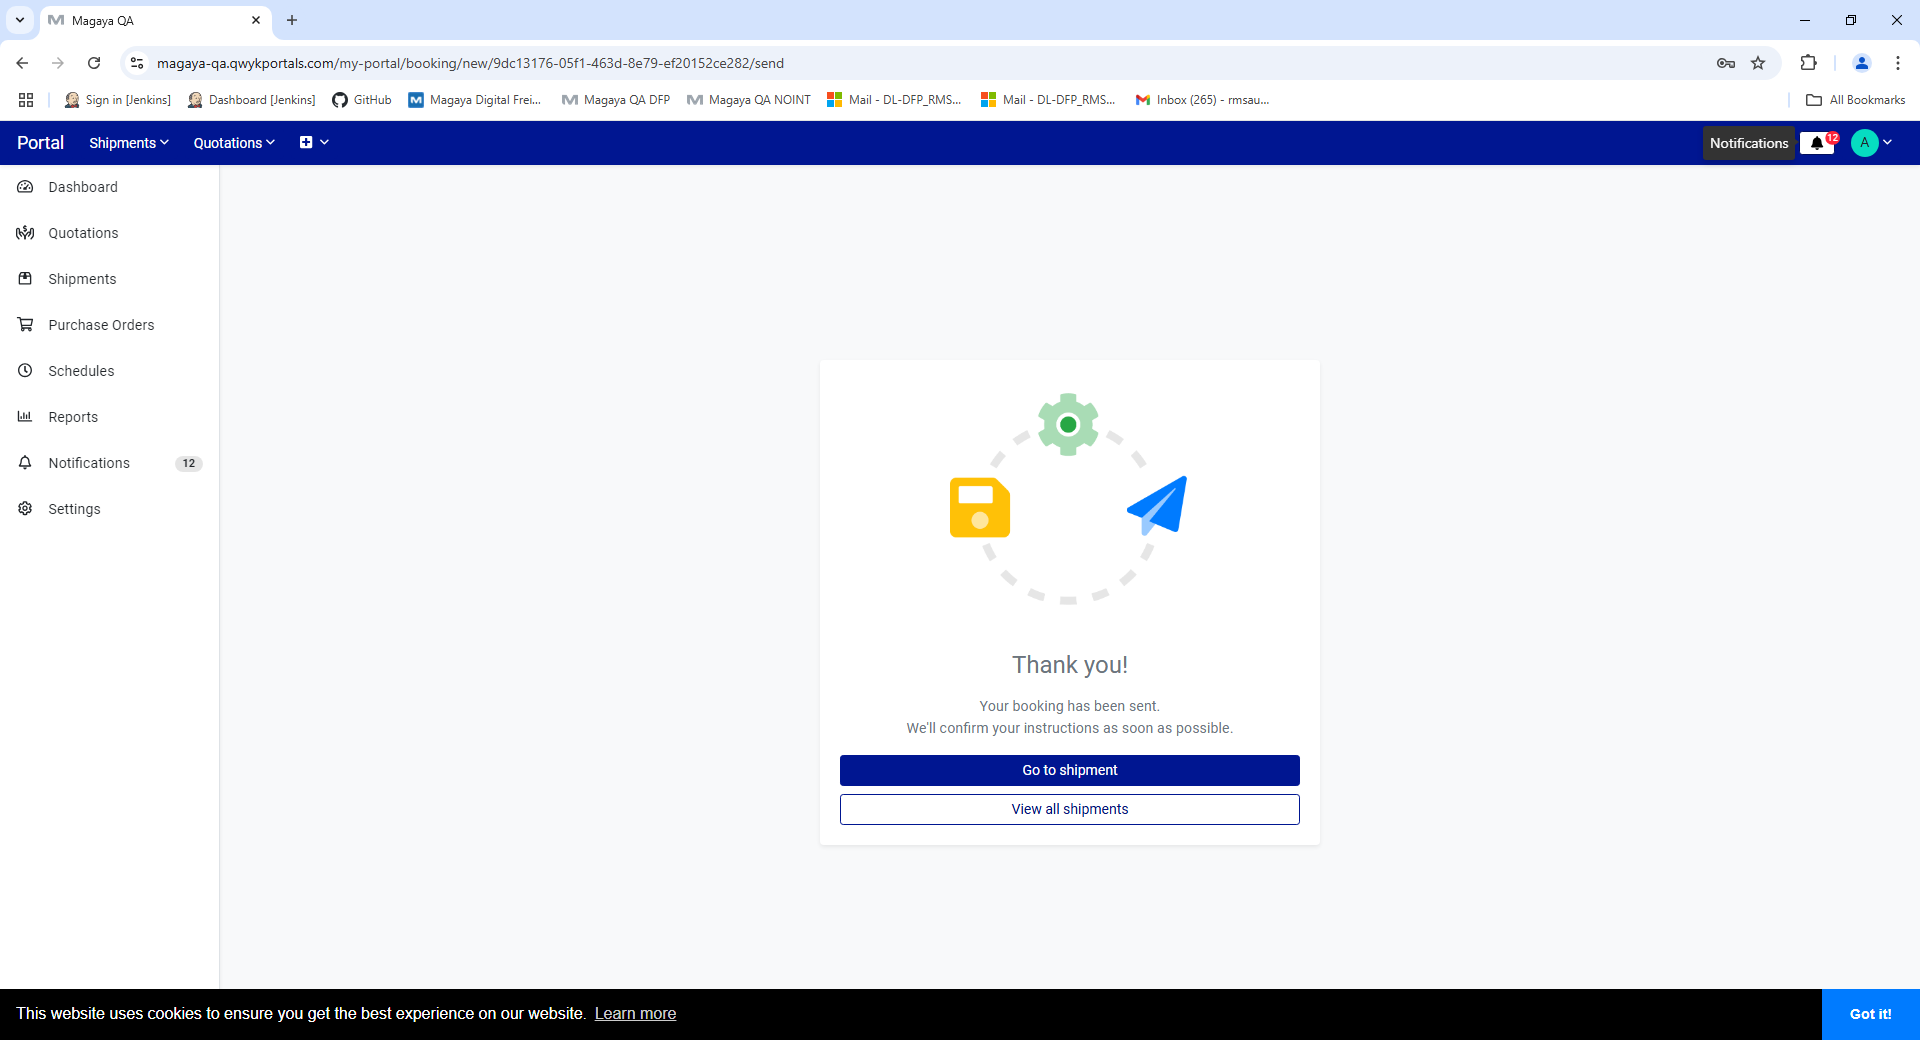 Magaya QA
magaya-qa.qwykportals.com/my-portal/booking/new/9dc13176-05f1-463d-8e79-ef20152ce282/send
Sign in [Jenkins]
Dashboard [Jenkins]
GitHub
Magaya Digital Frei...
Magaya QA DFP
Magaya QA NOINT
Mail - DL-DFP_RMS...
Mail - DL-DFP_RMS...
Inbox (265) - rmsau...
All Bookmarks
Portal
Shipments
Quotations
Notifications
12
A
Dashboard
Quotations
Shipments
Purchase Orders
Schedules
Reports
Notifications
12
Settings
Thank you!
Your booking has been sent.
We'll confirm your instructions as soon as possible.
Go to shipment
View all shipments
This website uses cookies to ensure you get the best experience on our website. Learn more
Got it!